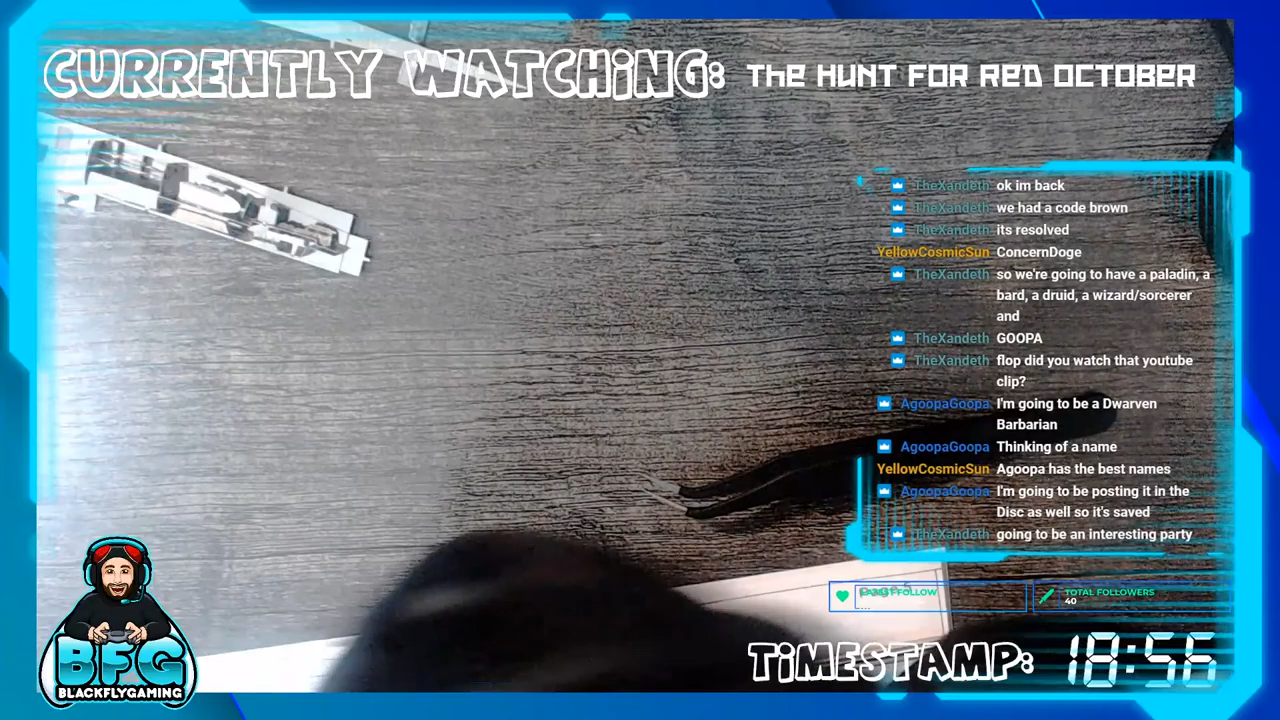 CURRENTLY WATCHING: THE HUNT FOR RED OCTOBER
TheXandeth ok im back
TheXandeth we had a code brown
TheXandeth its resolved
YellowCosmicSun ConcernDoge
TheXandeth so we're going to have a paladin, a
bard, a druid, a wizard/sorcerer
and
TheXandeth GOOPA
TheXandeth flop did you watch that youtube
clip?
AgoopaGoopa I'm going to be a Dwarven
Barbarian
AgoopaGoopa Thinking of a name
YellowCosmicSun Agoopa has the best names
AgoopaGoopa I'm going to be posting it in the
Disc as well so it's saved
TheXandeth going to be an interesting party
LATEST FOLLOW
....
TOTAL FOLLOWERS
40
TIMESTAMP: 18:56
BFG
BLACKFLYGAMING